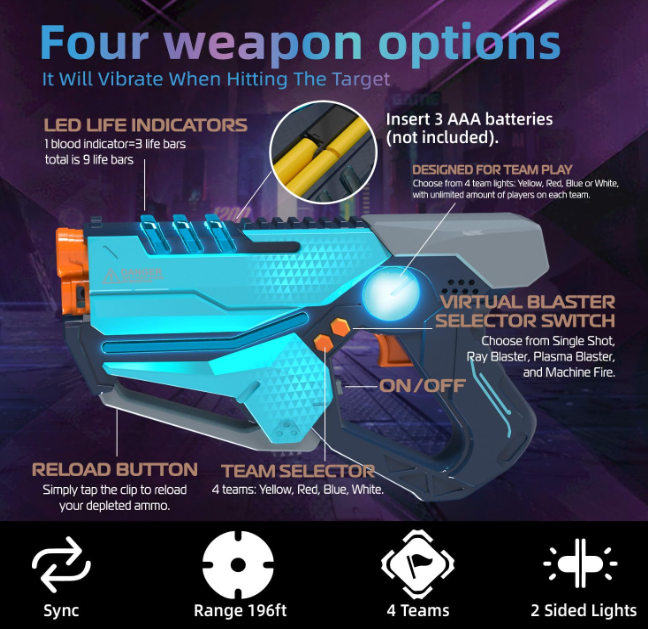 Four weapon options
It Will Vibrate When Hitting The Target
LED LIFE INDICATORS
1 blood indicator=3 life bars
total is 9 life bars
Insert 3 AAA batteries
(not included).
DESIGNED FOR TEAM PLAY
Choose from 4 team lights: Yellow, Red, Blue or White,
with unlimited amount of players on each team.
VIRTUAL BLASTER
SELECTOR SWITCH
Choose from Single Shot,
Ray Blaster, Plasma Blaster,
and Machine Fire.
ON/OFF
RELOAD BUTTON
Simply tap the clip to reload
your depleted ammo.
TEAM SELECTOR
4 teams: Yellow, Red, Blue, White.
Sync
Range 196ft
4 Teams
2 Sided Lights